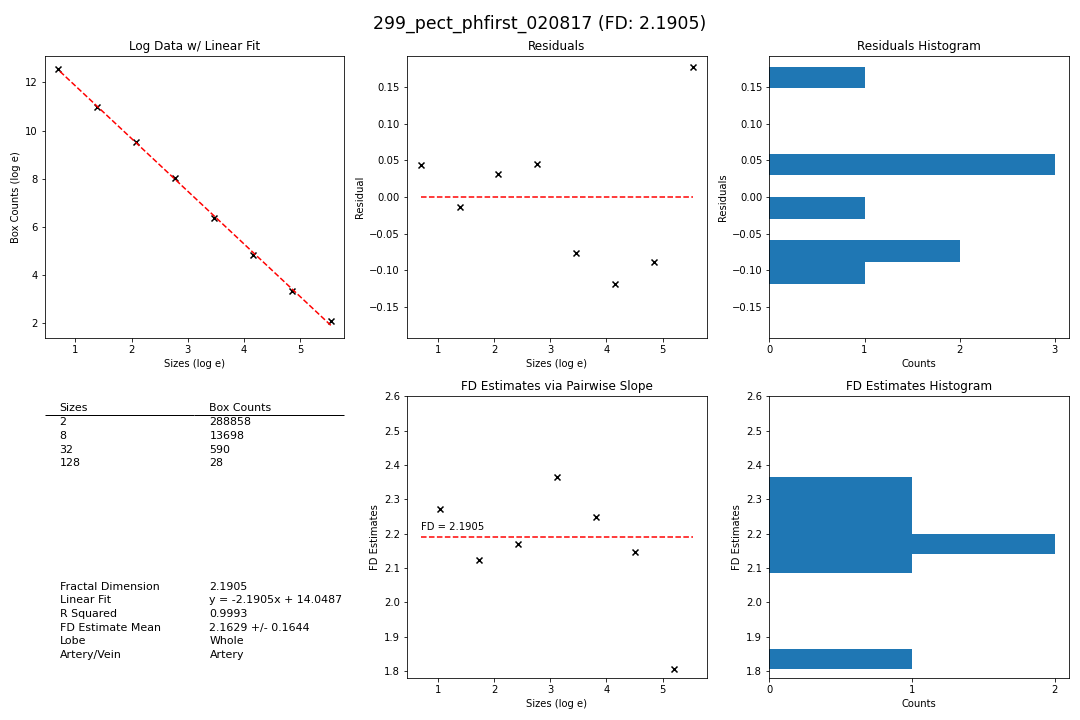 299_pect_phfirst_020817 (FD: 2.1905)
Log Data w/ Linear Fit
Box Counts (log e)
12
10
8
6
4
2
1 2 3 4 5
Sizes (log e)
Residuals
Residual
0.15
0.10
0.05
0.00
−0.05
−0.10
−0.15
1 2 3 4 5
Sizes (log e)
Residuals Histogram
Residuals
0.15
0.10
0.05
0.00
−0.05
−0.10
−0.15
0 1 2 3
Counts
Sizes Box Counts
2 288858
8 13698
32 590
128 28
Fractal Dimension 2.1905
Linear Fit y = -2.1905x + 14.0487
R Squared 0.9993
FD Estimate Mean 2.1629 +/- 0.1644
Lobe Whole
Artery/Vein Artery
FD Estimates via Pairwise Slope
FD Estimates
2.6
2.5
2.4
2.3
2.2
2.1
2.0
1.9
1.8
FD = 2.1905
1 2 3 4 5
Sizes (log e)
FD Estimates Histogram
FD Estimates
2.6
2.5
2.4
2.3
2.2
2.1
2.0
1.9
1.8
0 1 2
Counts